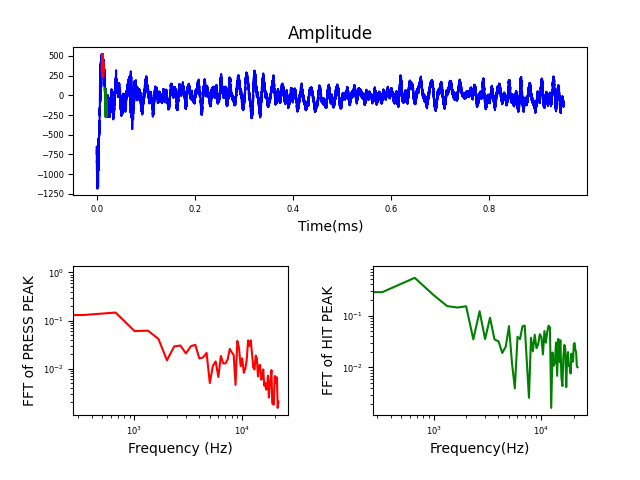 Amplitude
500
250
0
−250
−500
−750
−1000
−1250
0.0 0.2 0.4 0.6 0.8
Time(ms)
FFT of PRESS PEAK
10⁰
10⁻¹
10⁻²
10³ 10⁴
Frequency (Hz)
FFT of HIT PEAK
10⁻¹
10⁻²
10³ 10⁴
Frequency(Hz)